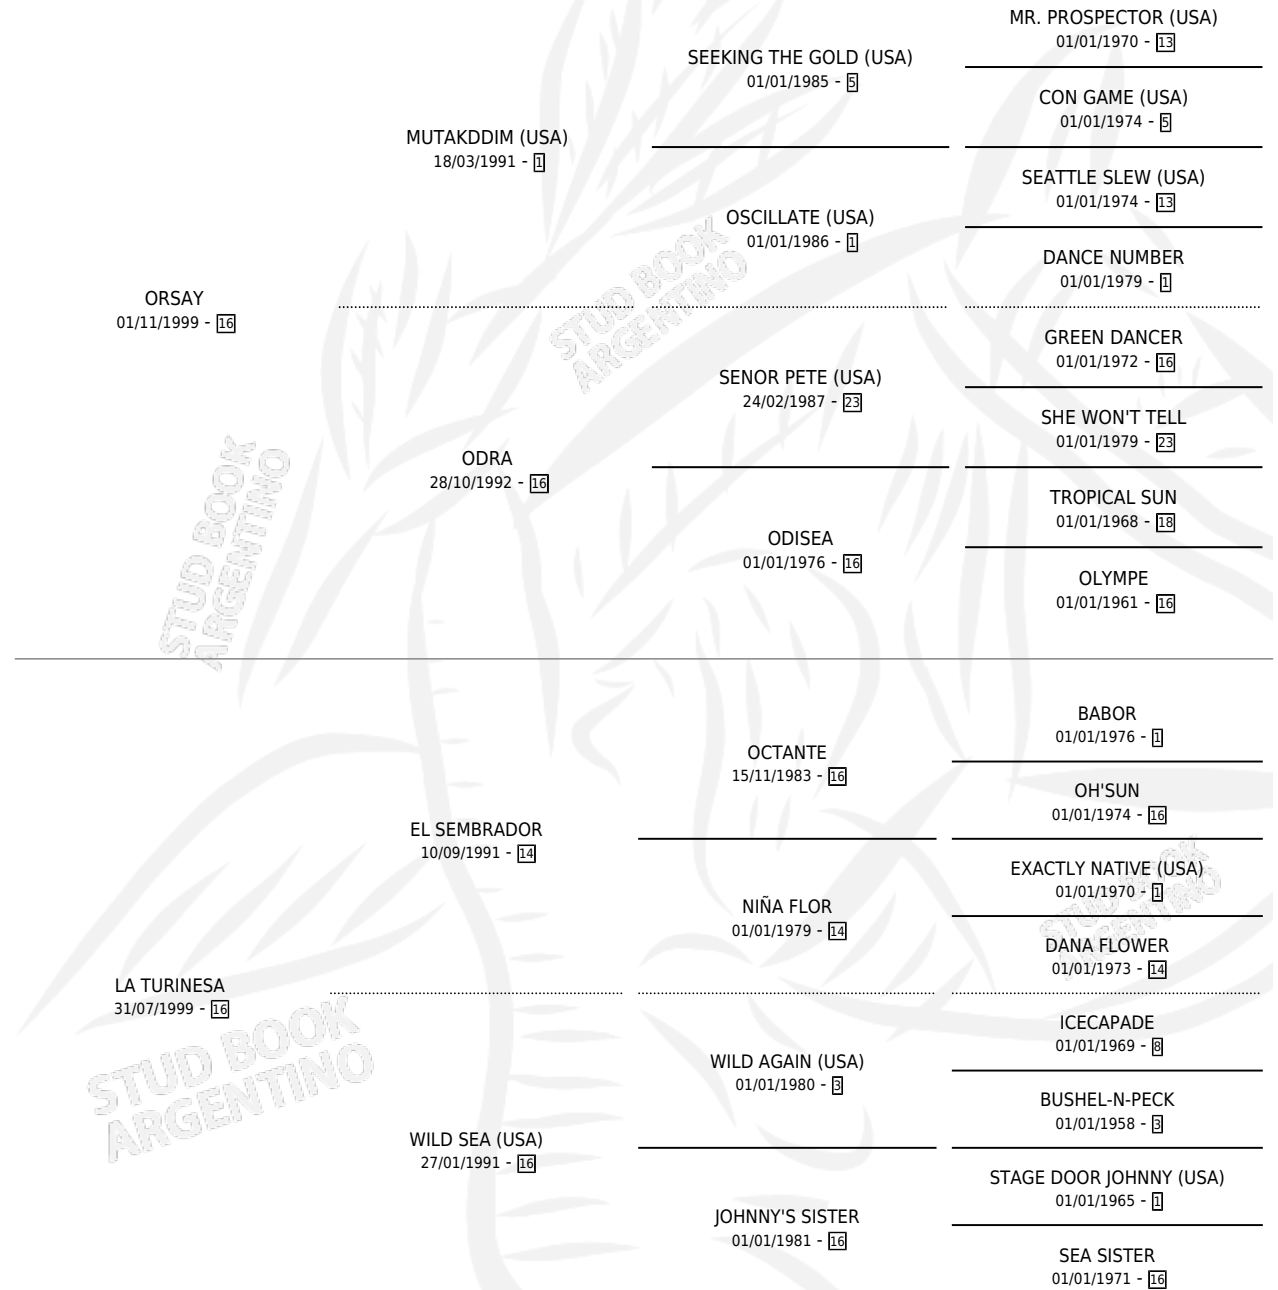 MR. PROSPECTOR (USA)
01/01/1970 - 13
SEEKING THE GOLD (USA)
01/01/1985 - 5
CON GAME (USA)
01/01/1974 - 5
MUTAKDDIM (USA)
18/03/1991 - 1
SEATTLE SLEW (USA)
01/01/1974 - 13
OSCILLATE (USA)
01/01/1986 - 1
DANCE NUMBER
01/01/1979 - 1
ORSAY
01/11/1999 - 16
STUD BOOK
ARGENTINO
GREEN DANCER
01/01/1972 - 16
SENOR PETE (USA)
24/02/1987 - 23
SHE WON'T TELL
01/01/1979 - 23
ODRA
28/10/1992 - 16
TROPICAL SUN
01/01/1968 - 18
ODISEA
01/01/1976 - 16
OLYMPE
01/01/1961 - 16
STUD BOOK
ARGENTINO
BABOR
01/01/1976 - 1
OCTANTE
15/11/1983 - 16
OH'SUN
01/01/1974 - 16
EL SEMBRADOR
10/09/1991 - 14
EXACTLY NATIVE (USA)
01/01/1970 - 1
NIÑA FLOR
01/01/1979 - 14
STUD BOOK
ARGENTINO
DANA FLOWER
01/01/1973 - 14
LA TURINESA
31/07/1999 - 16
ICECAPADE
01/01/1969 - 8
WILD AGAIN (USA)
01/01/1980 - 3
STUD BOOK
ARGENTINO
BUSHEL-N-PECK
01/01/1958 - 3
WILD SEA (USA)
27/01/1991 - 16
STAGE DOOR JOHNNY (USA)
01/01/1965 - 1
JOHNNY'S SISTER
01/01/1981 - 16
SEA SISTER
01/01/1971 - 16